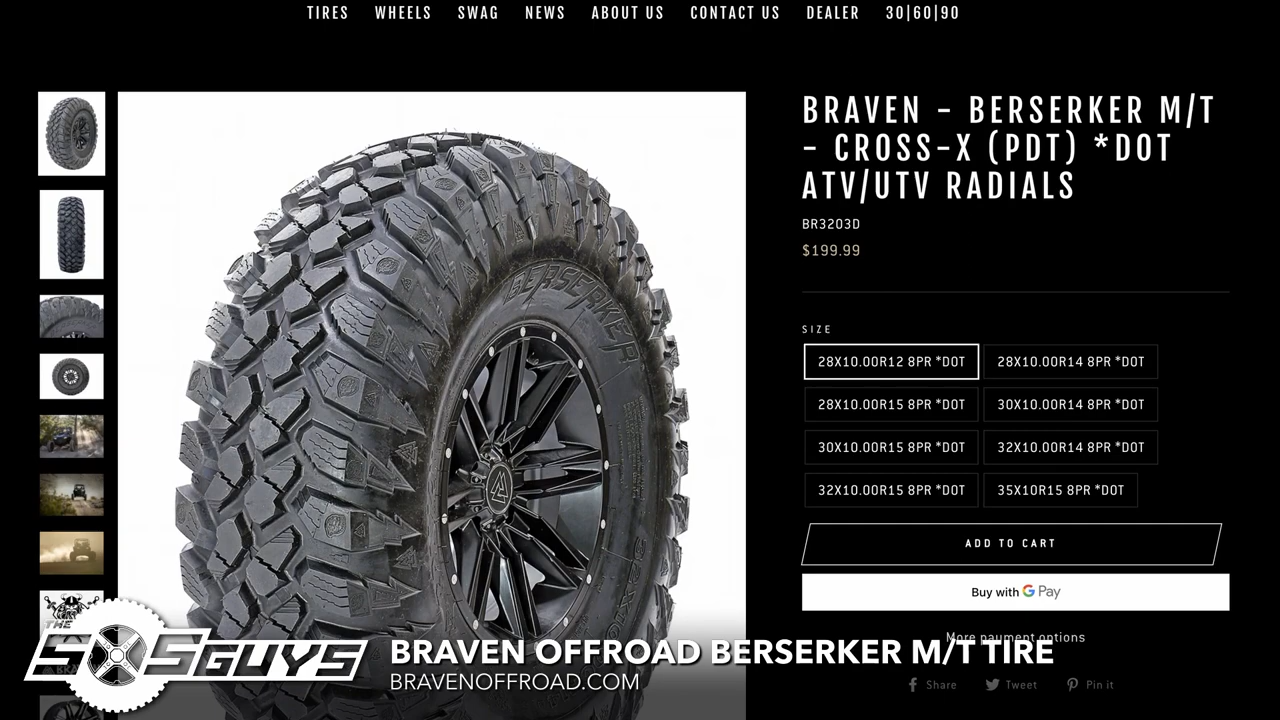 TIRES WHEELS SWAG NEWS ABOUT US CONTACT US DEALER 30|60|90
BRAVEN - BERSERKER M/T
- CROSS-X (PDT) *DOT
ATV/UTV RADIALS
BR3203D
$199.99
SIZE
28X10.00R12 8PR *DOT 28X10.00R14 8PR *DOT
28X10.00R15 8PR *DOT 30X10.00R14 8PR *DOT
30X10.00R15 8PR *DOT 32X10.00R14 8PR *DOT
32X10.00R15 8PR *DOT 35X10R15 8PR *DOT
ADD TO CART
Buy with G Pay
More payment options
Share Tweet Pin it
BERSERKER
THE
SXS GUYS
BRAVEN OFFROAD BERSERKER M/T TIRE
BRAVENOFFROAD.COM